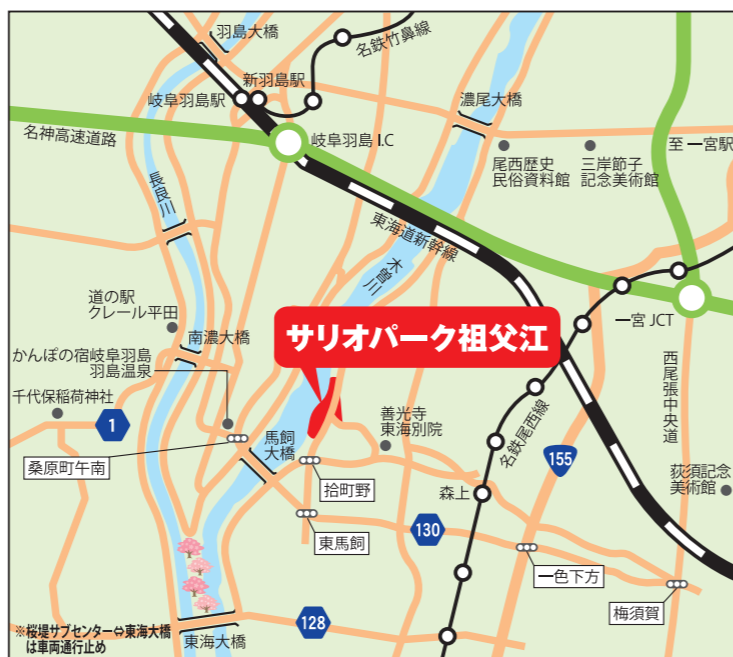 羽島大橋
名鉄竹鼻線
新羽島駅
岐阜羽島駅
濃尾大橋
名神高速道路
岐阜羽島 I.C
尾西歴史
民俗資料館
三岸節子
記念美術館
至 一宮駅
長良川
東海道新幹線
木曽川
道の駅
クレール平田
南濃大橋
サリオパーク祖父江
一宮 JCT
かんぽの宿岐阜羽島
羽島温泉
千代保稲荷神社
1
馬飼
大橋
善光寺
東海別院
名鉄尾西線
西尾張中央道
155
桑原町午南
拾町野
森上
荻須記念
美術館
東馬飼
130
一色下方
梅須賀
※桜堤サブセンター⇔東海大橋
は車両通行止め
東海大橋
128